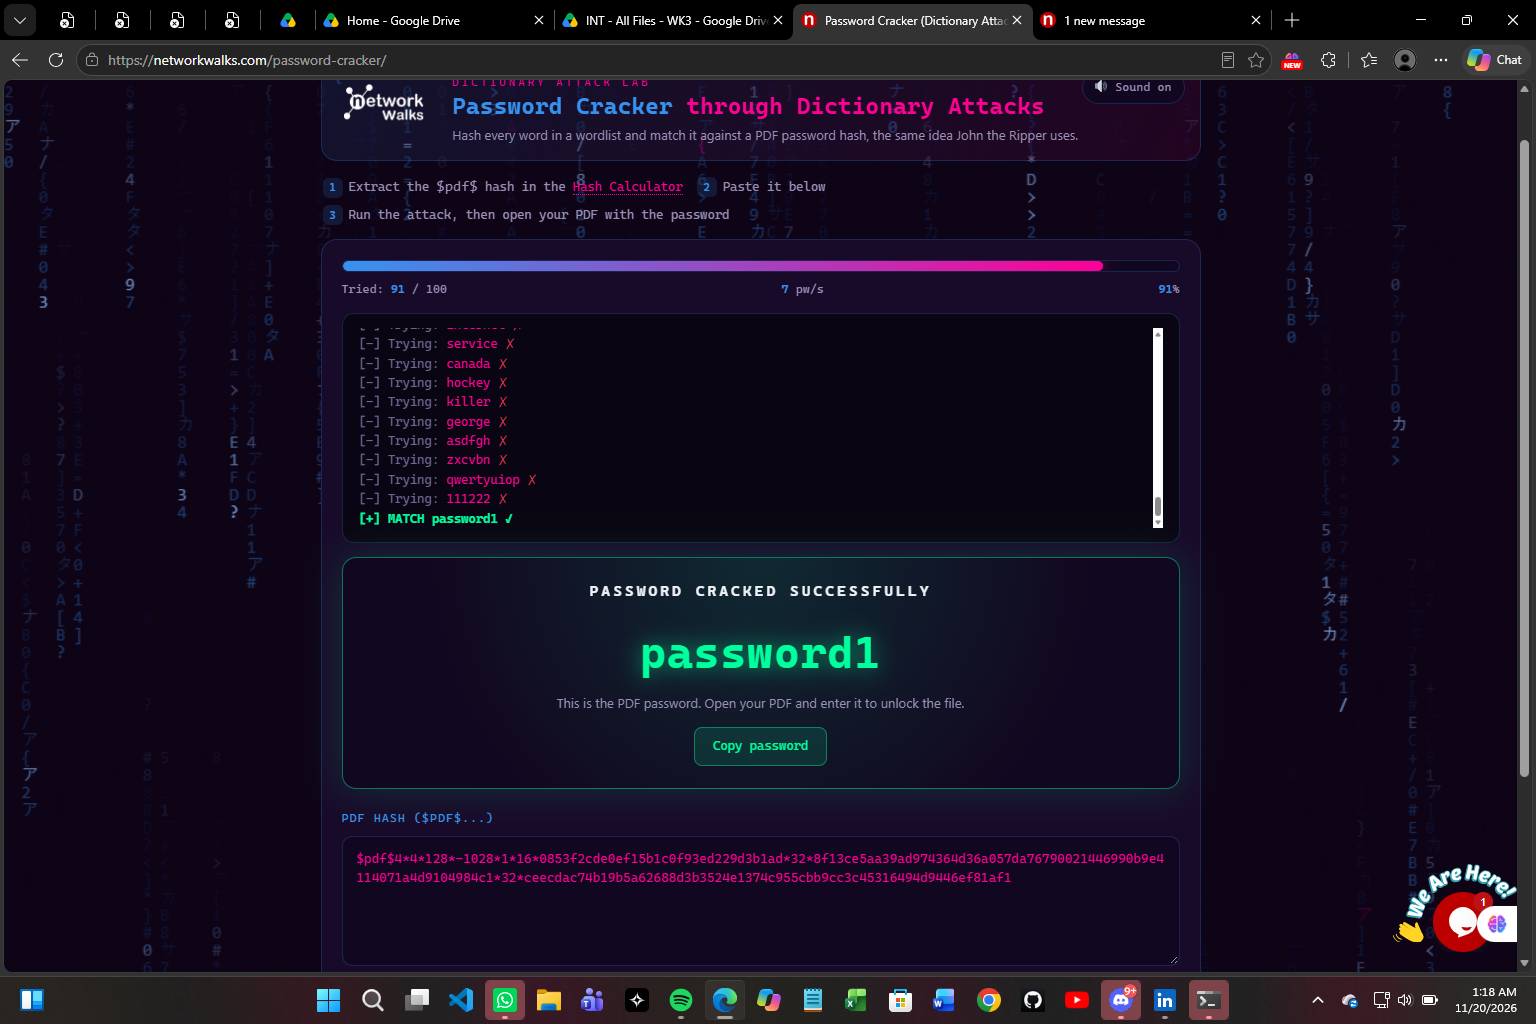 Home - Google Drive
INT - All Files - WK3 - Google Drive
Password Cracker (Dictionary Attac
1 new message
https://networkwalks.com/password-cracker/
NEW
Chat
network
Walks
DICTIONARY ATTACK LAB
Password Cracker through Dictionary Attacks
Hash every word in a wordlist and match it against a PDF password hash, the same idea John the Ripper uses.
Sound on
1 Extract the $pdf$ hash in the Hash Calculator 2 Paste it below
3 Run the attack, then open your PDF with the password
Tried: 91 / 100
7 pw/s
91%
[-] Trying: service ✗
[-] Trying: canada ✗
[-] Trying: hockey ✗
[-] Trying: killer ✗
[-] Trying: george ✗
[-] Trying: asdfgh ✗
[-] Trying: zxcvbn ✗
[-] Trying: qwertyuiop ✗
[-] Trying: 111222 ✗
[+] MATCH password1 ✓
PASSWORD CRACKED SUCCESSFULLY
password1
This is the PDF password. Open your PDF and enter it to unlock the file.
Copy password
PDF HASH ($PDF$...)
$pdf$4*4*128*-1028*1*16*0853f2cde0ef15b1c0f93ed229d3b1ad*32*8f13ce5aa39ad974364d36a057da76790021446990b9e4
114071a4d9104984c1*32*ceecdac74b19b5a62688d3b3524e1374c955cbb9cc3c45316494d9446ef81af1
We Are Here!
1
9+
1:18 AM
11/20/2026